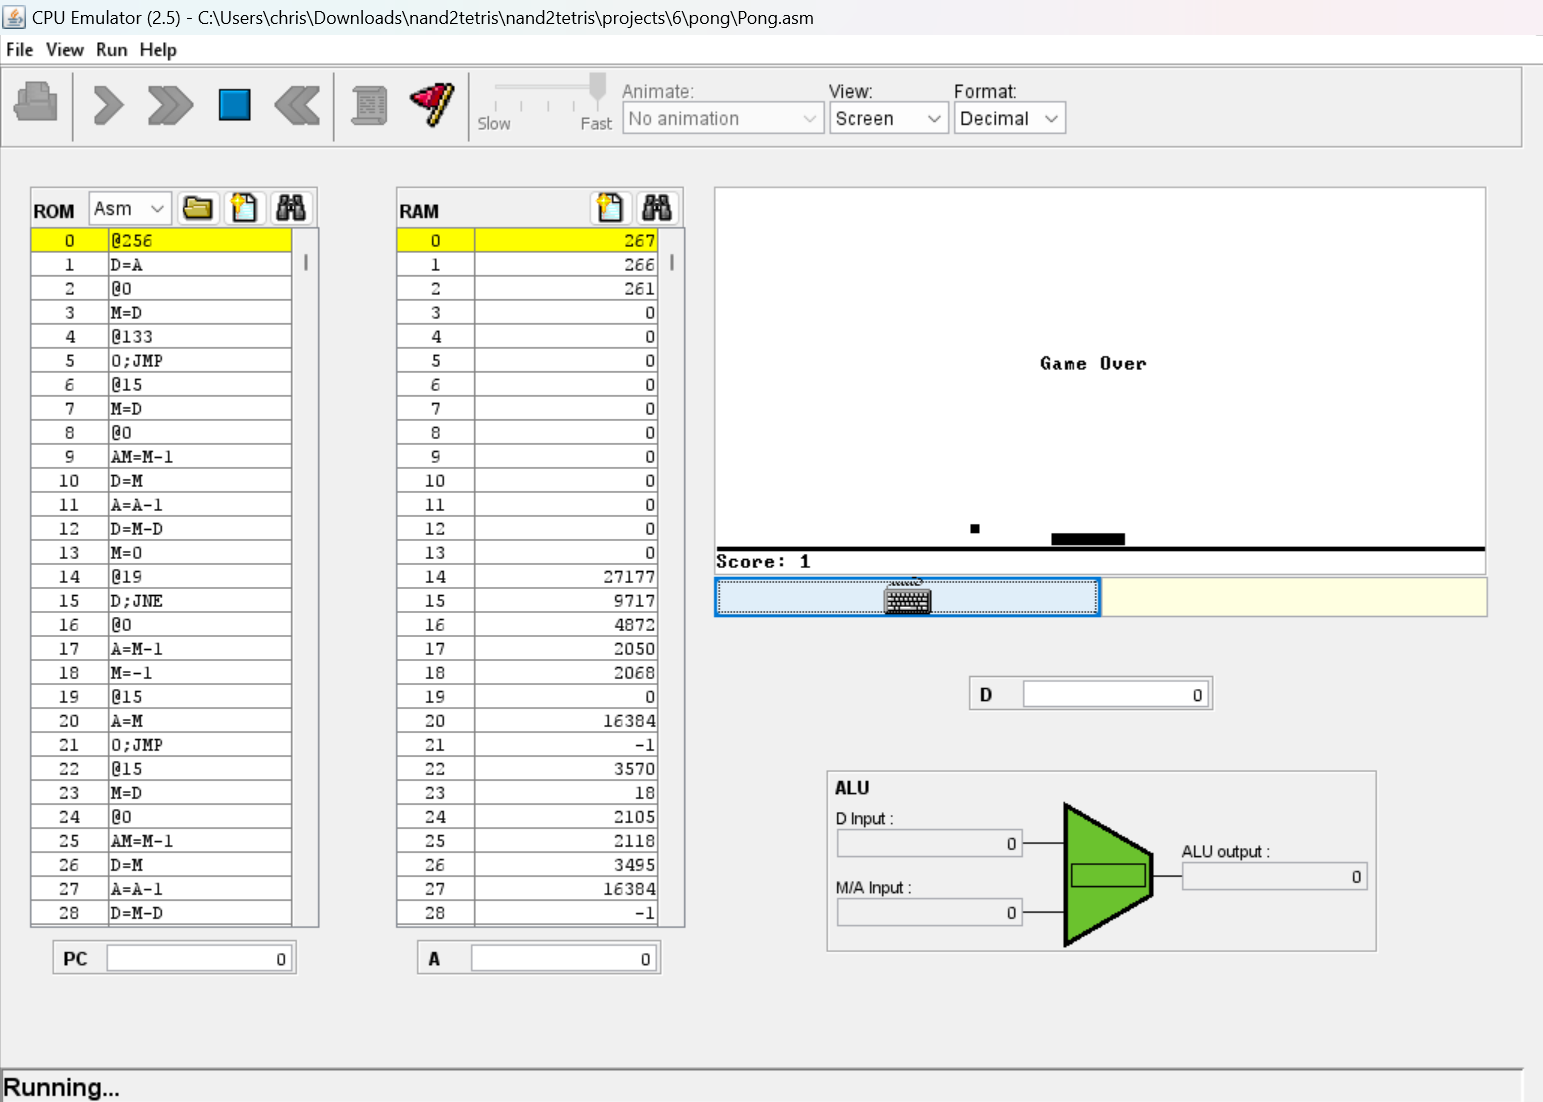 CPU Emulator (2.5) - C:\Users\chris\Downloads\nand2tetris\nand2tetris\projects\6\pong\Pong.asm
File View Run Help
Slow Fast
Animate: View: Format:
No animation Screen Decimal
ROM Asm
0 @256
1 D=A
2 @0
3 M=D
4 @133
5 0;JMP
6 @15
7 M=D
8 @0
9 AM=M-1
10 D=M
11 A=A-1
12 D=M-D
13 M=0
14 @19
15 D;JNE
16 @0
17 A=M-1
18 M=-1
19 @15
20 A=M
21 0;JMP
22 @15
23 M=D
24 @0
25 AM=M-1
26 D=M
27 A=A-1
28 D=M-D
PC 0
RAM
0 267
1 266
2 261
3 0
4 0
5 0
6 0
7 0
8 0
9 0
10 0
11 0
12 0
13 0
14 27177
15 9717
16 4872
17 2050
18 2068
19 0
20 16384
21 -1
22 3570
23 18
24 2105
25 2118
26 3495
27 16384
28 -1
A 0
Game Over
Score: 1
D 0
ALU
D Input :
0
M/A Input :
0
ALU output :
0
Running...